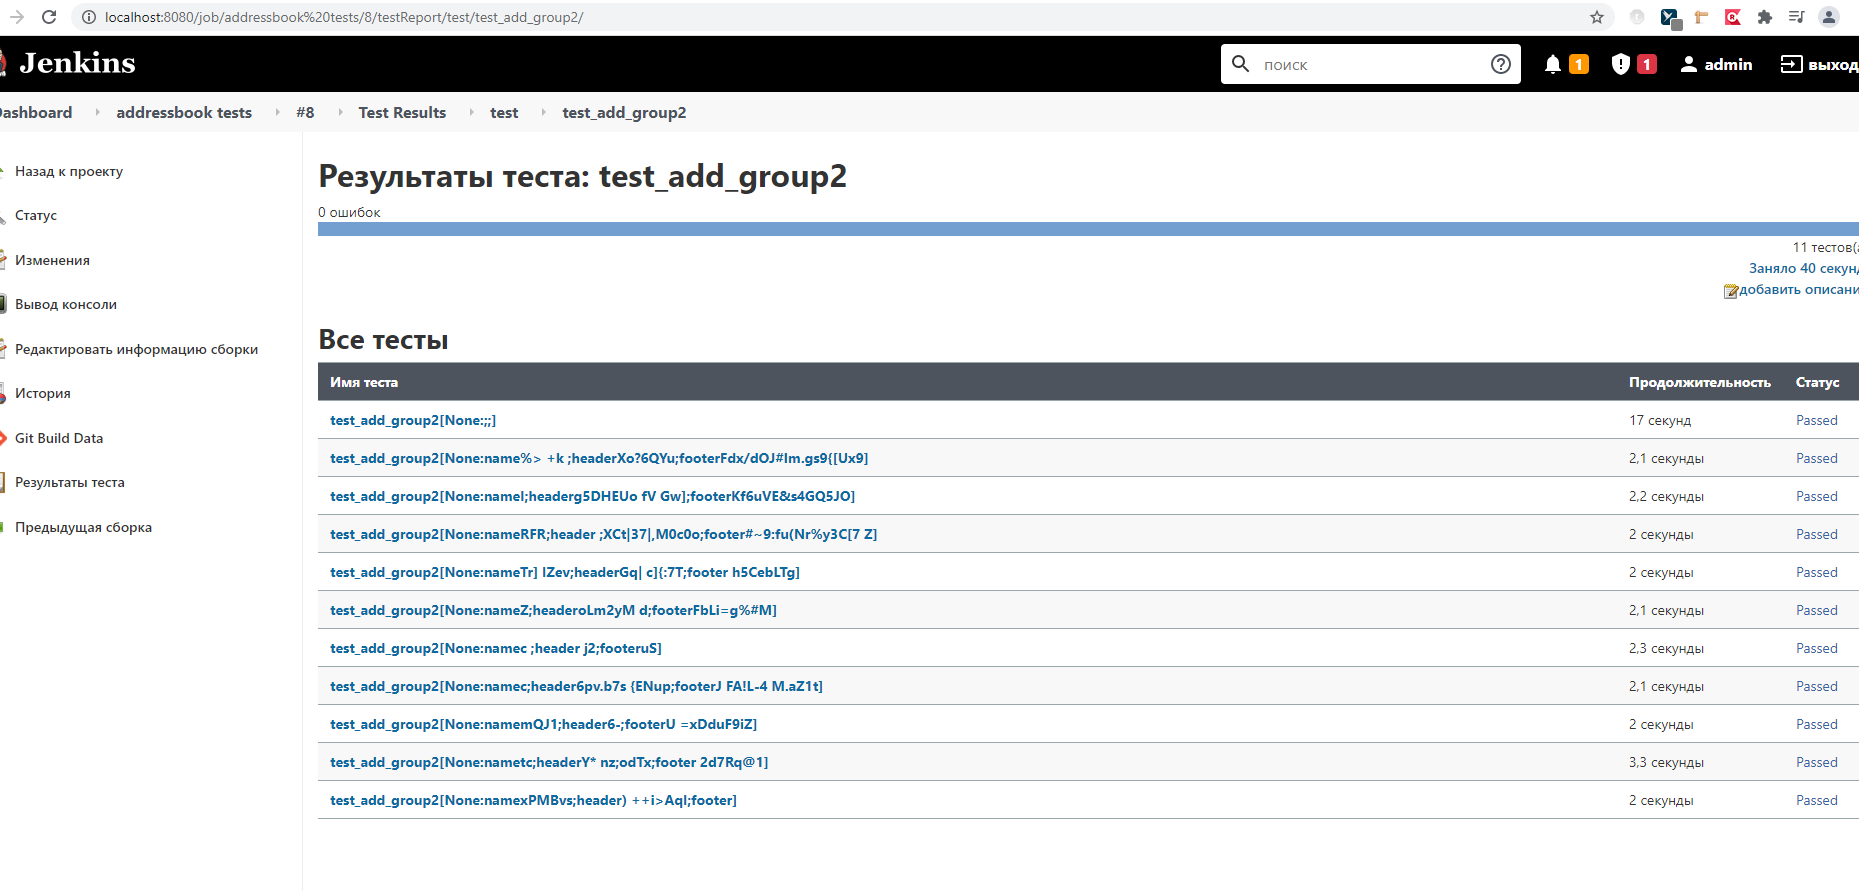 localhost:8080/job/addressbook%20tests/8/testReport/test/test_add_group2/
Jenkins
поиск
1
1
admin
выход
Dashboard
addressbook tests
#8
Test Results
test
test_add_group2
Назад к проекту
Статус
Изменения
Вывод консоли
Редактировать информацию сборки
История
Git Build Data
Результаты теста
Предыдущая сборка
Результаты теста: test_add_group2
0 ошибок
11 тестов(а
Заняло 40 секунд
добавить описани
Все тесты
Имя теста Продолжительность Статус
test_add_group2[None:;;] 17 секунд Passed
test_add_group2[None:name%> +k ;headerXo?6QYu;footerFdx/dOJ#Im.gs9{[Ux9] 2,1 секунды Passed
test_add_group2[None:namel;headerg5DHEUo fV Gw];footerKf6uVE&s4GQ5JO] 2,2 секунды Passed
test_add_group2[None:nameRFR;header ;XCt|37|,M0c0o;footer#~9:fu(Nr%y3C[7 Z] 2 секунды Passed
test_add_group2[None:nameTr] IZev;headerGq| c]{:7T;footer h5CebLTg] 2 секунды Passed
test_add_group2[None:nameZ;headeroLm2yM d;footerFbLi=g%#M] 2,1 секунды Passed
test_add_group2[None:namec ;header j2;footeruS] 2,3 секунды Passed
test_add_group2[None:namec;header6pv.b7s {ENup;footerJ FA!L-4 M.aZ1t] 2,1 секунды Passed
test_add_group2[None:namemQJ1;header6-;footerU =xDduF9iZ] 2 секунды Passed
test_add_group2[None:nametc;headerY* nz;odTx;footer 2d7Rq@1] 3,3 секунды Passed
test_add_group2[None:namexPMBvs;header) ++i>Aql;footer] 2 секунды Passed